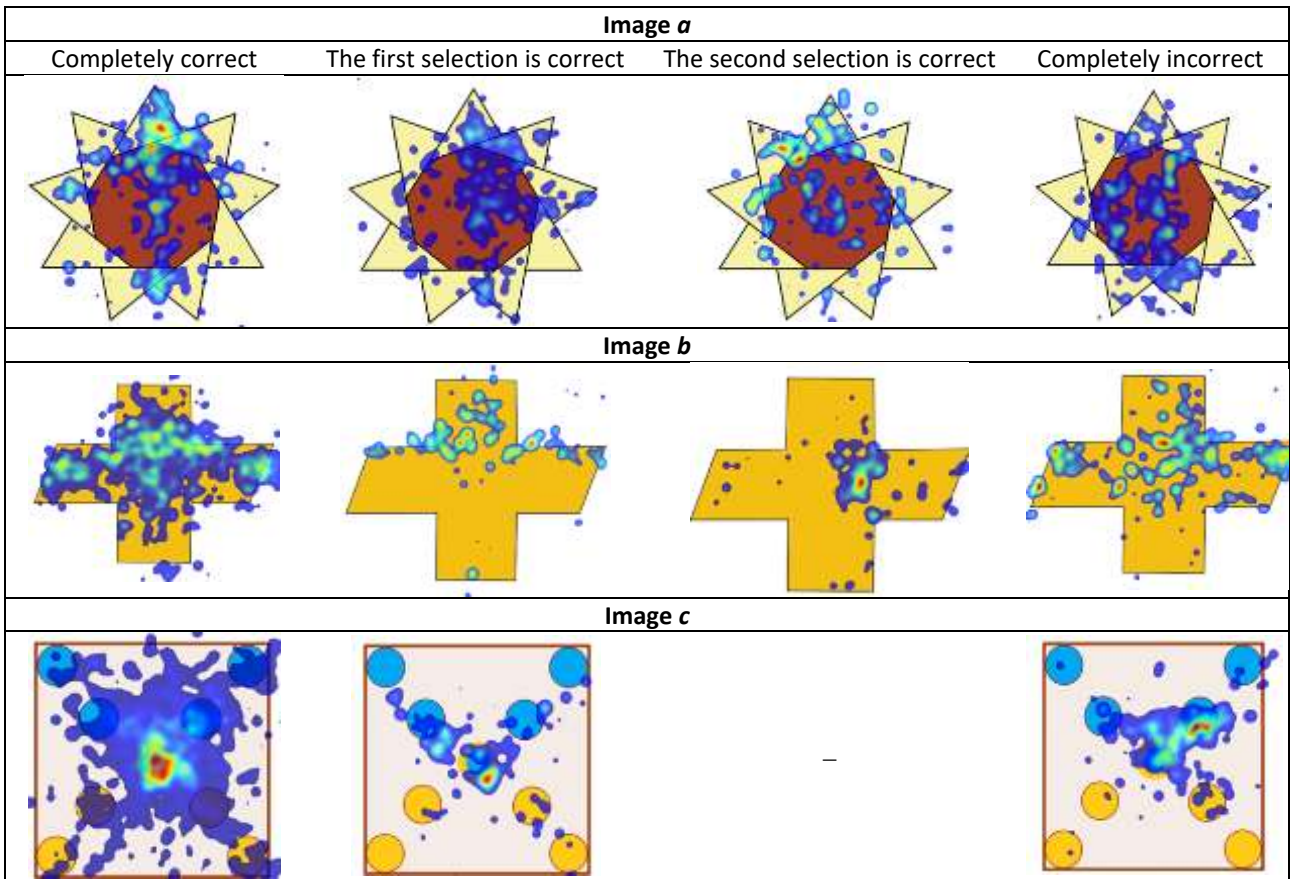 Image a
Completely correct The first selection is correct The second selection is correct Completely incorrect
Image b
Image c
–